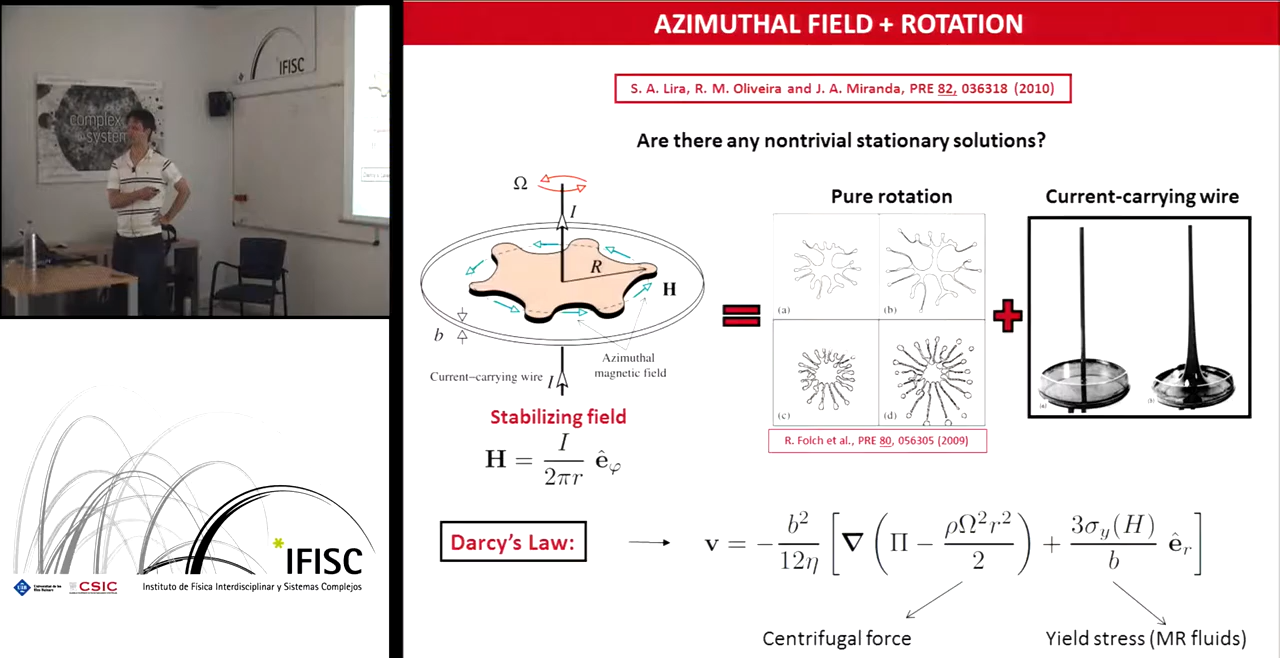 IFISC
complex
system
AZIMUTHAL FIELD + ROTATION
S. A. Lira, R. M. Oliveira and J. A. Miranda, PRE 82, 036318 (2010)
Are there any nontrivial stationary solutions?
Ω
I
R
H
b
Azimuthal
magnetic field
Current–carrying wire I
Stabilizing field
H = I / 2πr ê_φ
Pure rotation
(a) (b)
(c) (d)
R. Folch et al., PRE 80, 056305 (2009)
Current-carrying wire
(a) (b)
Darcy's Law:
v = − b² / 12η [ ∇ ( Π − ρΩ²r² / 2 ) + 3σ_y(H) / b ê_r ]
Centrifugal force
Yield stress (MR fluids)
*IFISC
UIB
CSIC
Instituto de Física Interdisciplinar y Sistemas Complejos